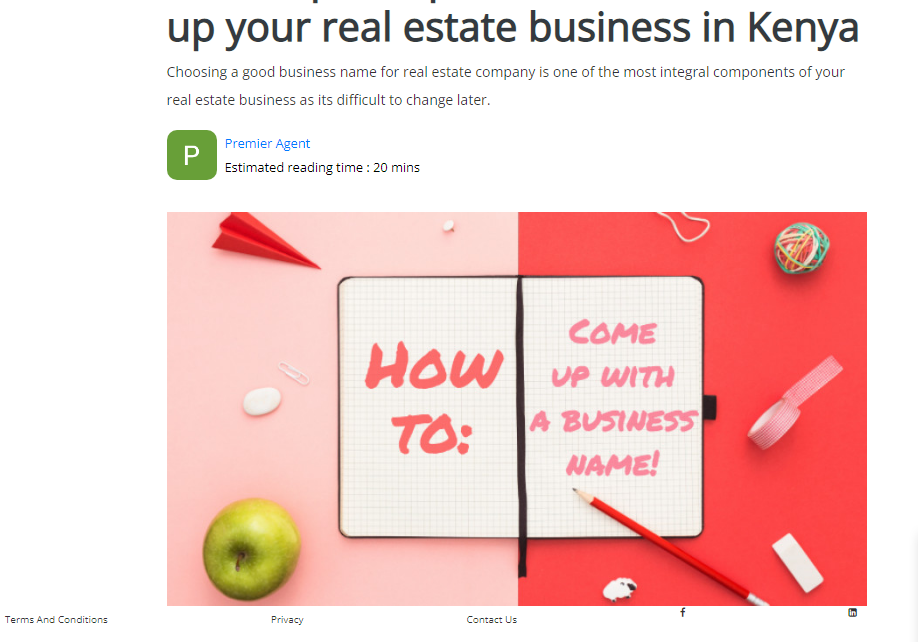 up your real estate business in Kenya
Choosing a good business name for real estate company is one of the most integral components of your
real estate business as its difficult to change later.
P
Premier Agent
Estimated reading time : 20 mins
HOW
TO:
COME
UP WITH
A BUSINESS
NAME!
Terms And Conditions
Privacy
Contact Us
f
in